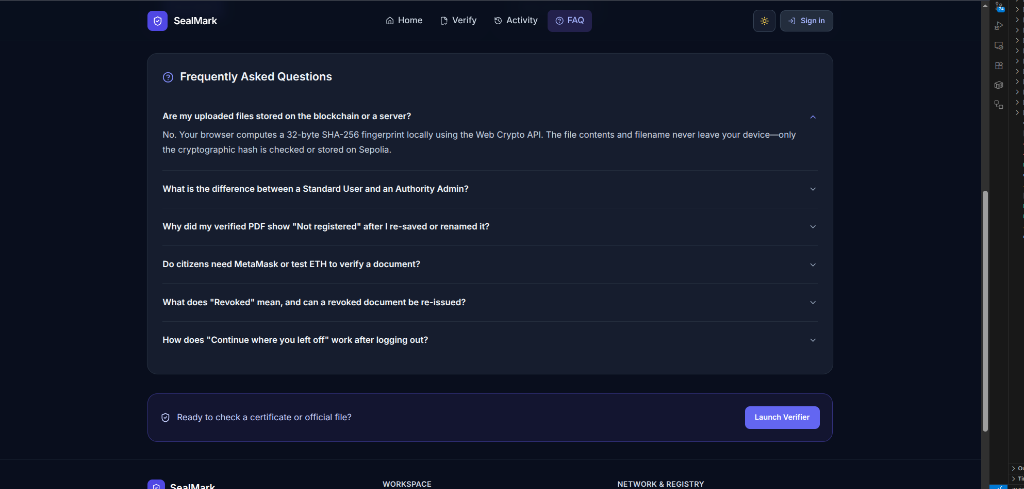 SealMark
Home
Verify
Activity
FAQ
Sign in
Frequently Asked Questions
Are my uploaded files stored on the blockchain or a server?
No. Your browser computes a 32-byte SHA-256 fingerprint locally using the Web Crypto API. The file contents and filename never leave your device—only
the cryptographic hash is checked or stored on Sepolia.
What is the difference between a Standard User and an Authority Admin?
Why did my verified PDF show "Not registered" after I re-saved or renamed it?
Do citizens need MetaMask or test ETH to verify a document?
What does "Revoked" mean, and can a revoked document be re-issued?
How does "Continue where you left off" work after logging out?
Ready to check a certificate or official file?
Launch Verifier
SealMark
WORKSPACE
NETWORK & REGISTRY